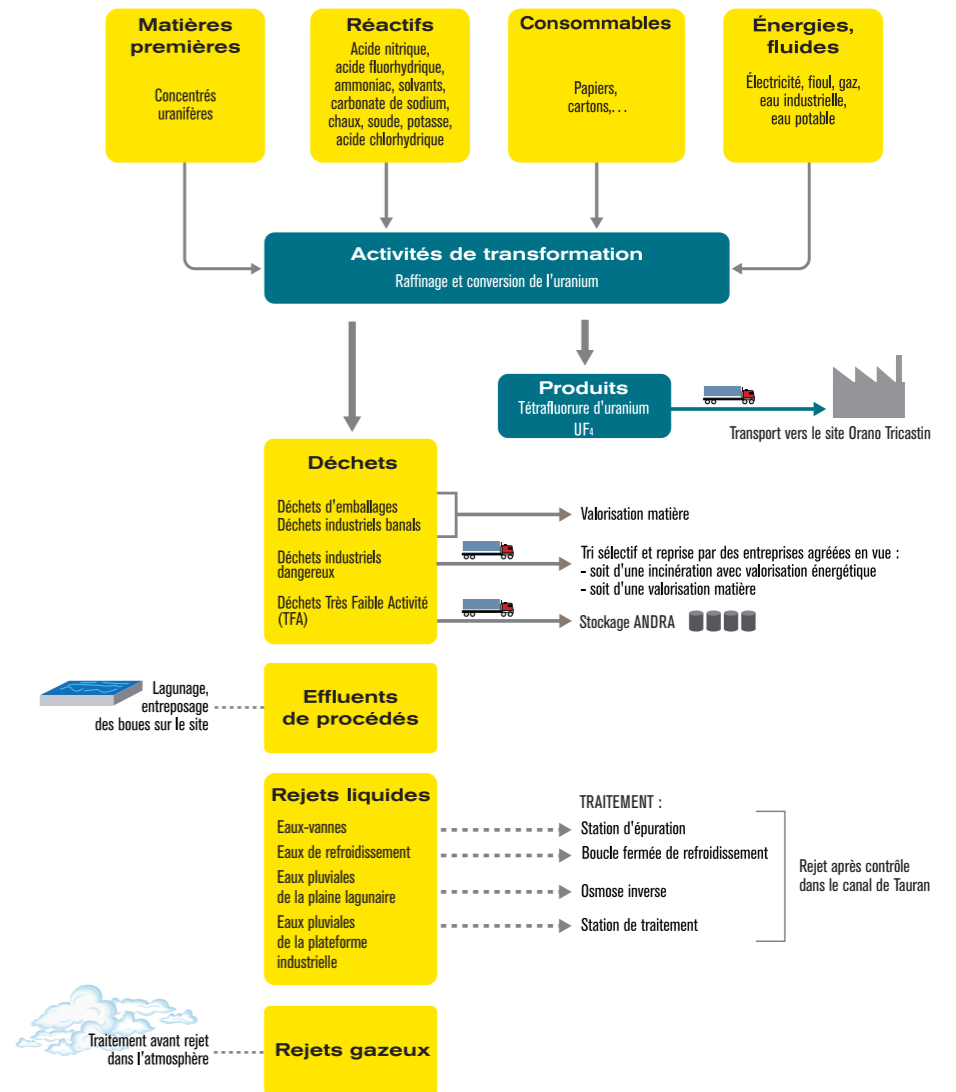 Matières
premières
Concentrés
uranifères
Réactifs
Acide nitrique,
acide fluorhydrique,
ammoniac, solvants,
carbonate de sodium,
chaux, soude, potasse,
acide chlorhydrique
Consommables
Papiers,
cartons,...
Énergies,
fluides
Électricité, fioul, gaz,
eau industrielle,
eau potable
Activités de transformation
Raffinage et conversion de l'uranium
Produits
Tétrafluorure d'uranium
UF₄
Transport vers le site Orano Tricastin
Déchets
Déchets d'emballages
Déchets industriels banals
Valorisation matière
Déchets industriels
dangereux
Tri sélectif et reprise par des entreprises agréées en vue :
- soit d'une incinération avec valorisation énergétique
- soit d'une valorisation matière
Déchets Très Faible Activité
(TFA)
Stockage ANDRA
Lagunage,
entreposage
des boues sur le site
Effluents
de procédés
Rejets liquides
TRAITEMENT :
Eaux-vannes
Station d'épuration
Eaux de refroidissement
Boucle fermée de refroidissement
Eaux pluviales
de la plaine lagunaire
Osmose inverse
Eaux pluviales
de la plateforme
industrielle
Station de traitement
Rejet après contrôle
dans le canal de Tauran
Traitement avant rejet
dans l'atmosphère
Rejets gazeux